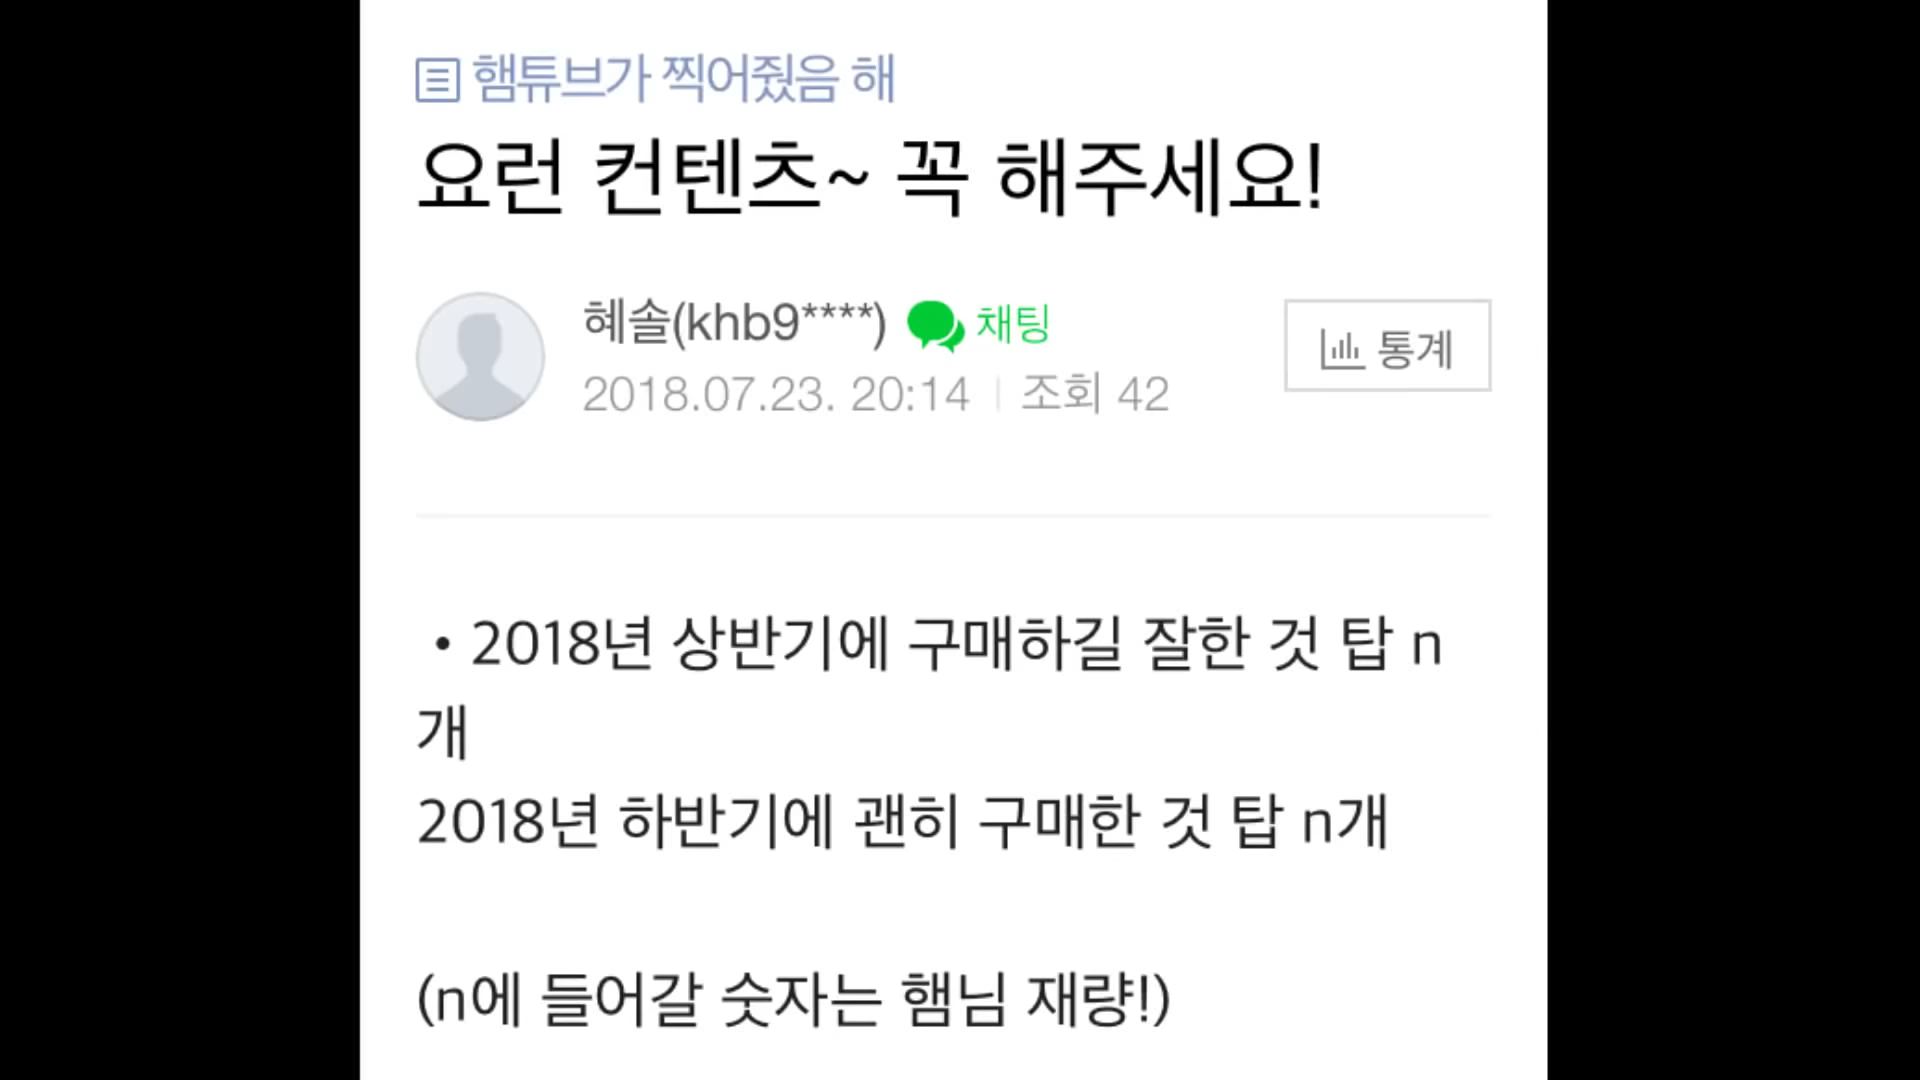 햄튜브가 찍어줬음 해
요런 컨텐츠~ 꼭 해주세요!
혜솔(khb9****) 채팅
2018.07.23. 20:14 조회 42
통계
• 2018년 상반기에 구매하길 잘한 것 탑 n
개
2018년 하반기에 괜히 구매한 것 탑 n개
(n에 들어갈 숫자는 햄님 재량!)